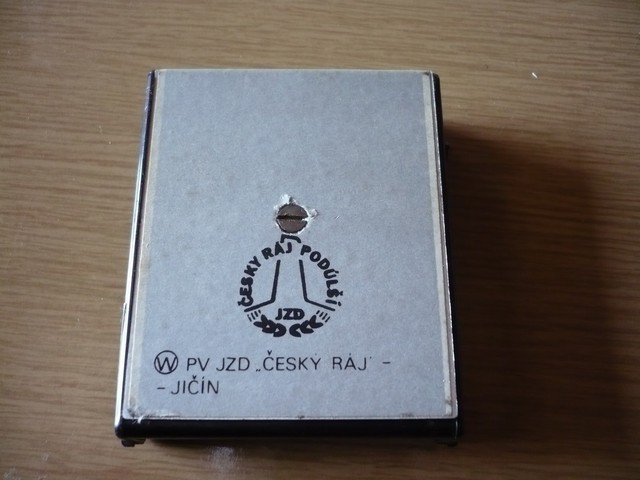 ČESKÝ RÁJ PODŮLŠÍ
JZD
Ⓦ PV JZD „ČESKÝ RÁJ" –
– JIČÍN